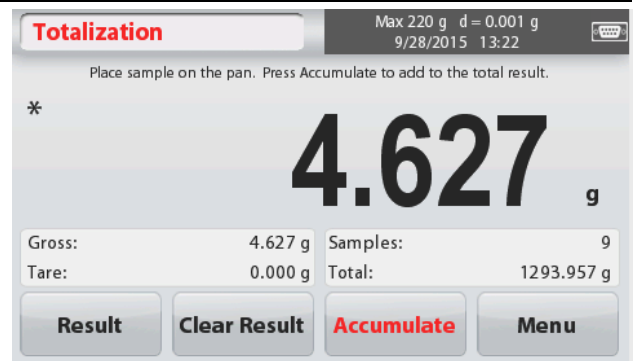 Totalization
Max 220 g d = 0.001 g
9/28/2015 13:22
Place sample on the pan. Press Accumulate to add to the total result.
*
4.627 g
Gross: 4.627 g Samples: 9
Tare: 0.000 g Total: 1293.957 g
Result Clear Result Accumulate Menu